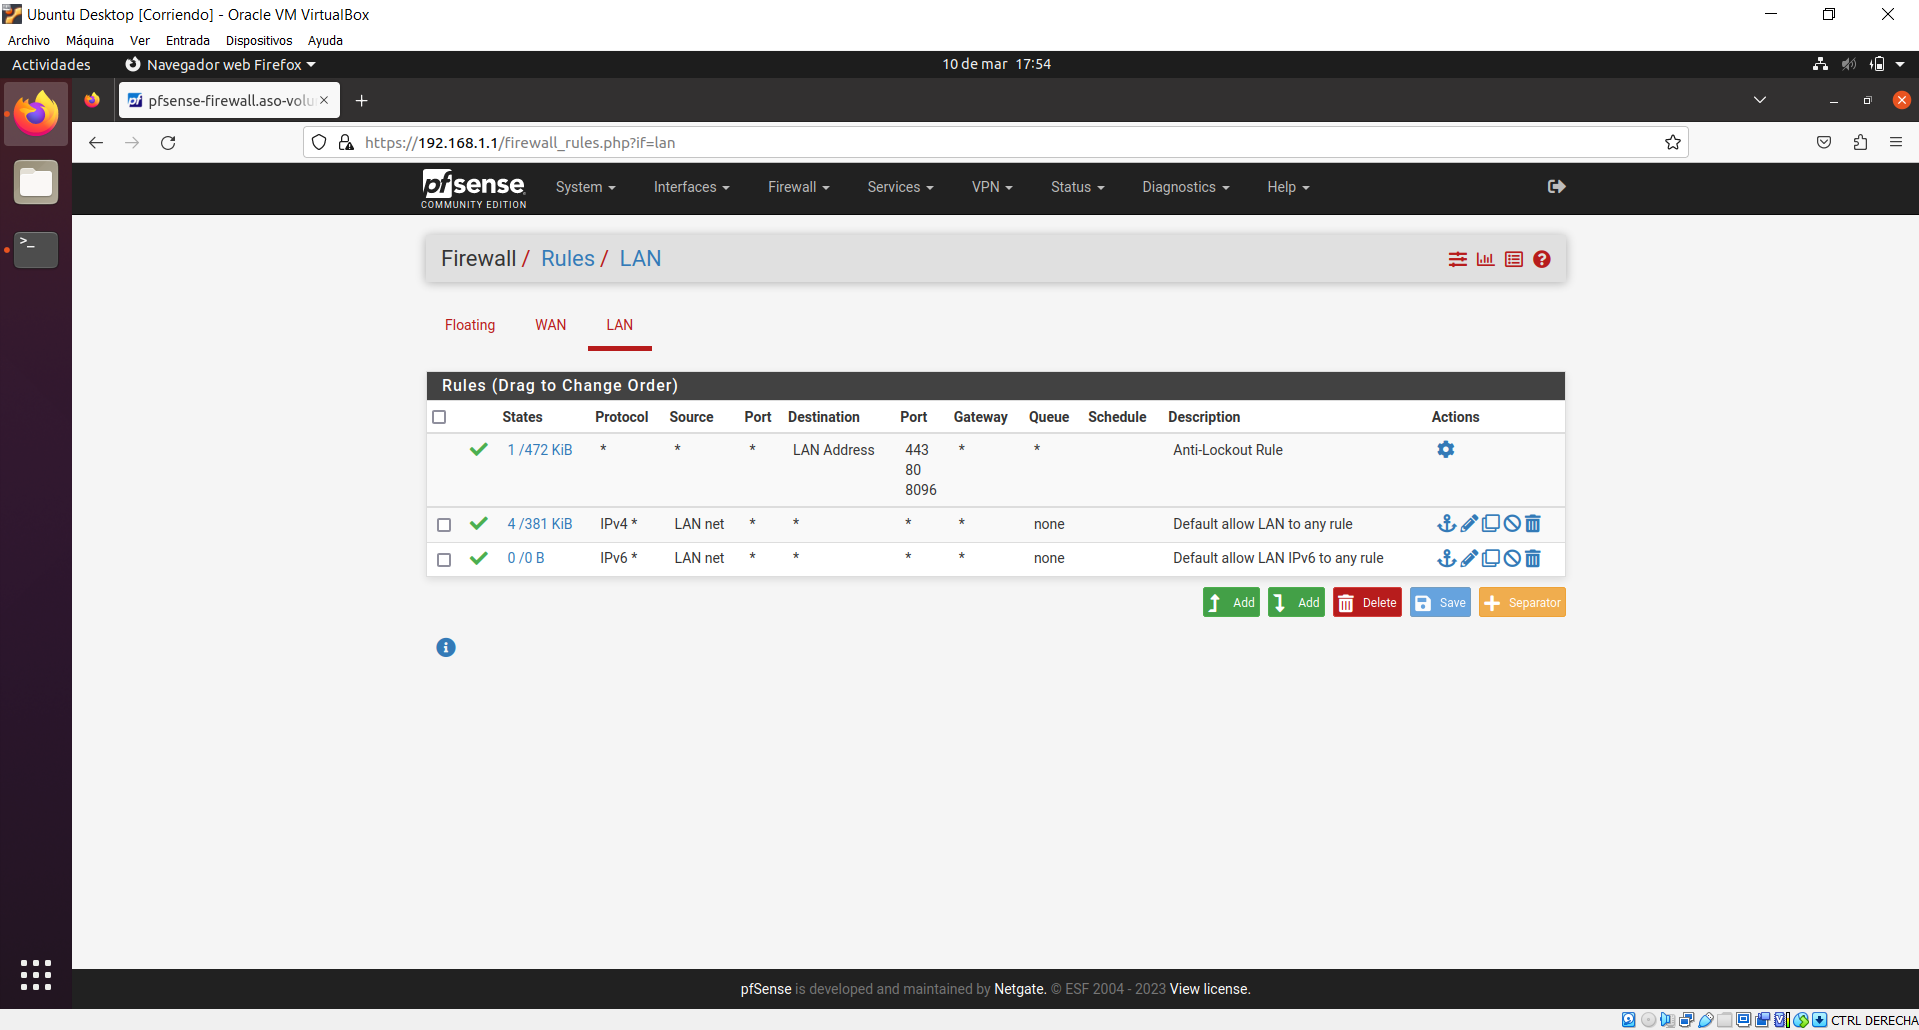 Ubuntu Desktop [Corriendo] - Oracle VM VirtualBox
Archivo Máquina Ver Entrada Dispositivos Ayuda
Actividades Navegador web Firefox 10 de mar 17:54
pfsense-firewall.aso-volu
https://192.168.1.1/firewall_rules.php?if=lan
pfsense COMMUNITY EDITION System Interfaces Firewall Services VPN Status Diagnostics Help
Firewall / Rules / LAN
Floating WAN LAN
Rules (Drag to Change Order)
States Protocol Source Port Destination Port Gateway Queue Schedule Description Actions
1 /472 KiB * * * LAN Address 443 * * Anti-Lockout Rule
80
8096
4 /381 KiB IPv4 * LAN net * * * * none Default allow LAN to any rule
0 /0 B IPv6 * LAN net * * * * none Default allow LAN IPv6 to any rule
Add Add Delete Save Separator
pfSense is developed and maintained by Netgate. © ESF 2004 - 2023 View license.
CTRL DERECHA